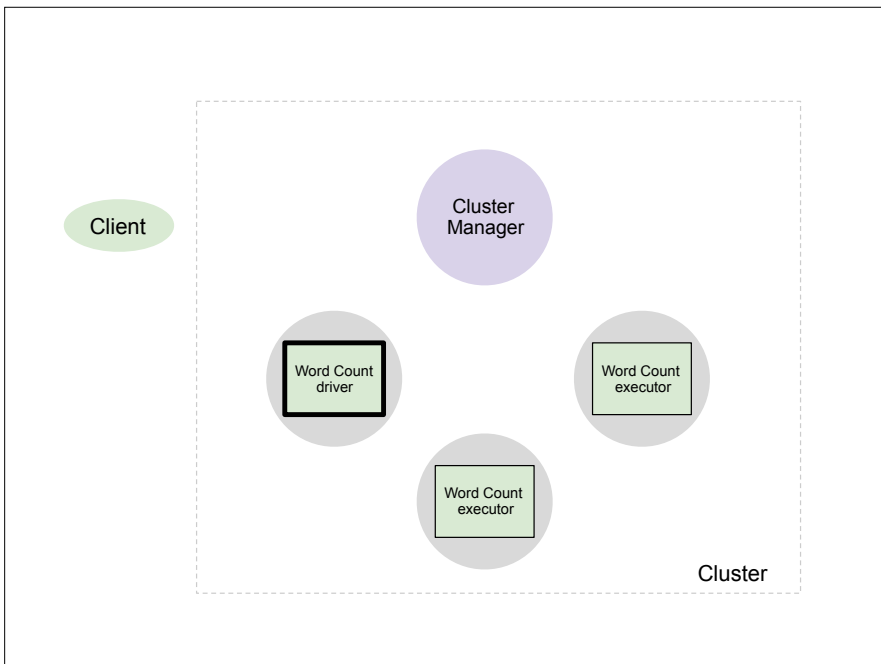 Cluster
Manager
Client
Word Count
driver
Word Count
executor
Word Count
executor
Cluster